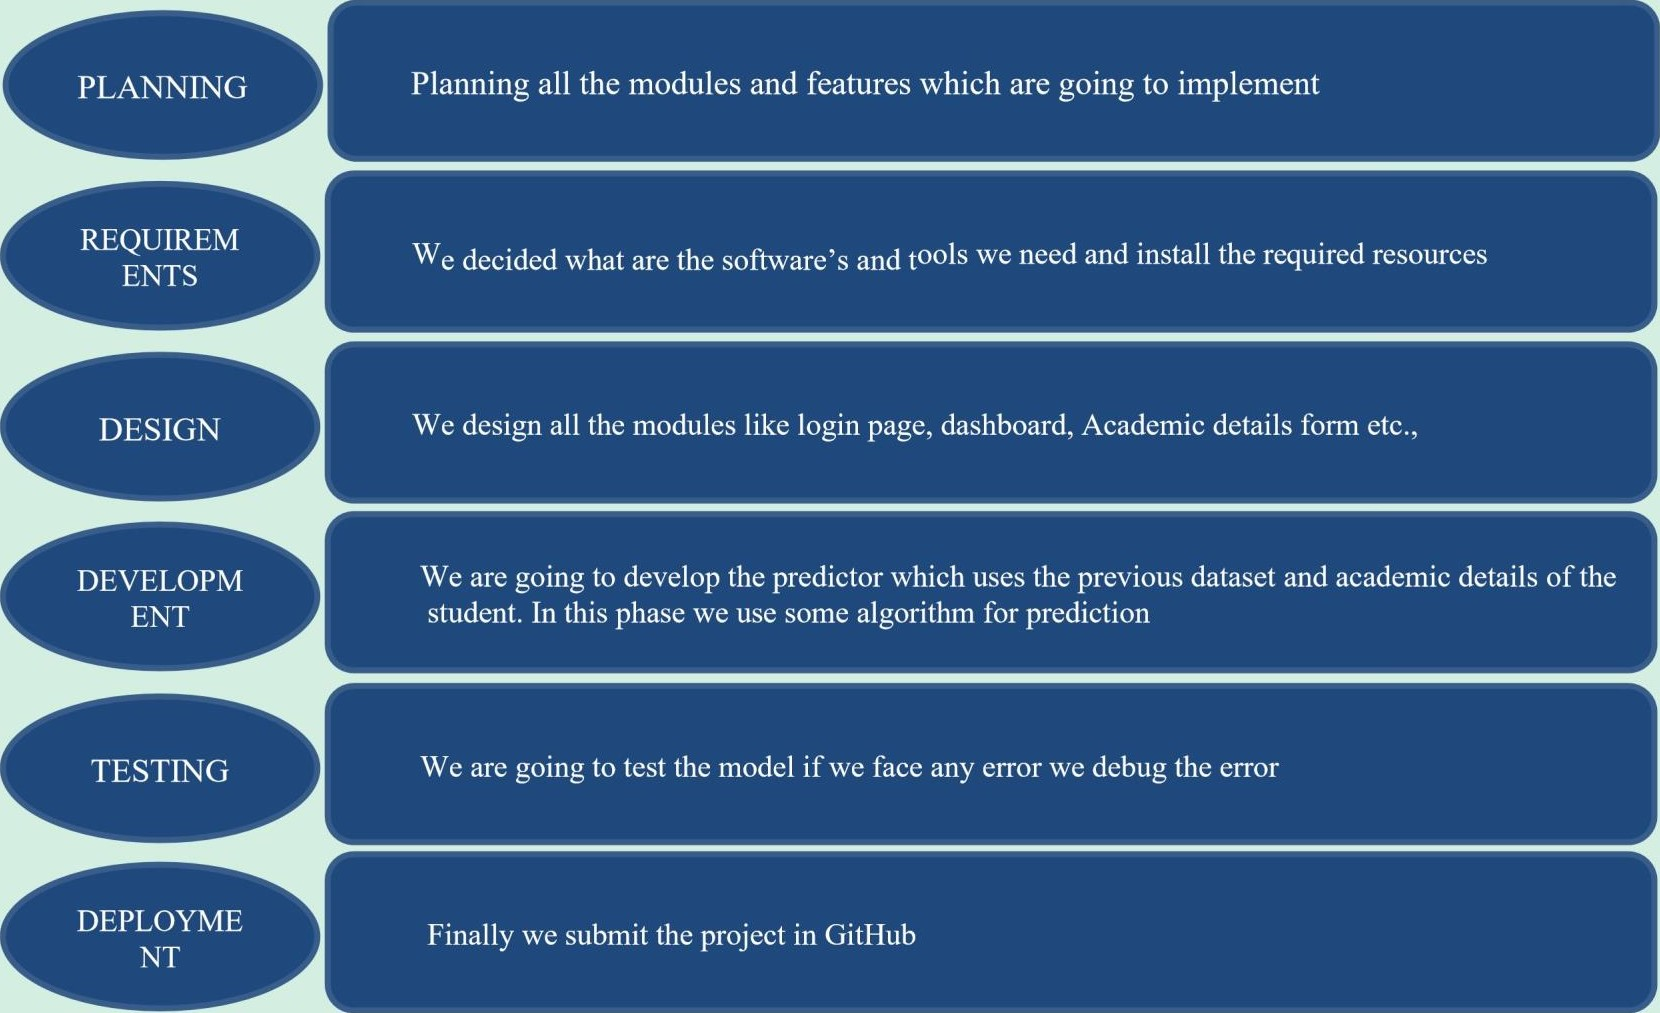 PLANNING
Planning all the modules and features which are going to implement
REQUIREM
ENTS
We decided what are the software’s and tools we need and install the required resources
DESIGN
We design all the modules like login page, dashboard, Academic details form etc.,
DEVELOPM
ENT
We are going to develop the predictor which uses the previous dataset and academic details of the
student. In this phase we use some algorithm for prediction
TESTING
We are going to test the model if we face any error we debug the error
DEPLOYME
NT
Finally we submit the project in GitHub